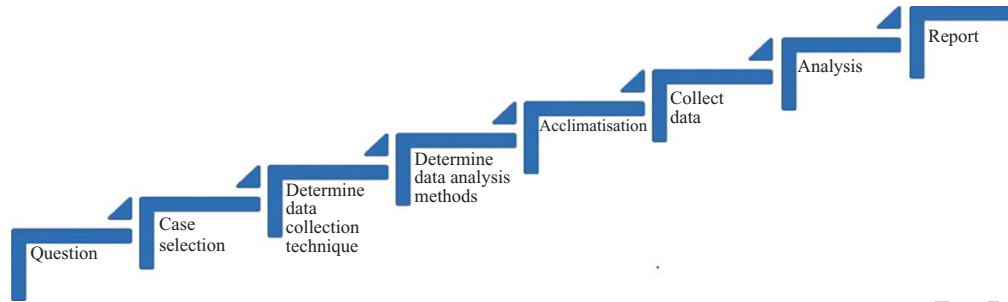 Question
Case
selection
Determine
data
collection
technique
Determine
data analysis
methods
Acclimatisation
Collect
data
Analysis
Report